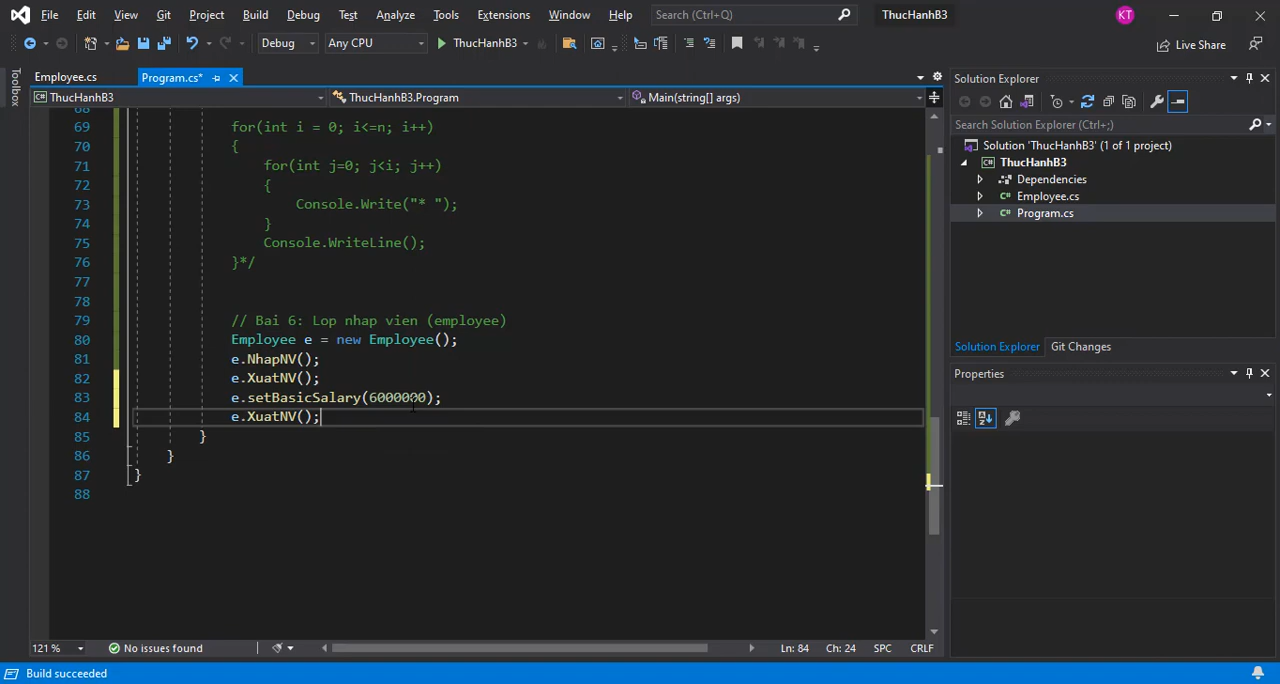 File Edit View Git Project Build Debug Test Analyze Tools Extensions Window Help Search (Ctrl+Q) ThucHanhB3 KT
Debug Any CPU ThucHanhB3 Live Share
Toolbox
Employee.cs Program.cs*
ThucHanhB3 ThucHanhB3.Program Main(string[] args)
68
69 for(int i = 0; i<=n; i++)
70 {
71 for(int j=0; j<i; j++)
72 {
73 Console.Write("* ");
74 }
75 Console.WriteLine();
76 }*/
77
78
79 // Bai 6: Lop nhap vien (employee)
80 Employee e = new Employee();
81 e.NhapNV();
82 e.XuatNV();
83 e.setBasicSalary(6000000);
84 e.XuatNV();
85 }
86 }
87 }
88
121 % No issues found Ln: 84 Ch: 24 SPC CRLF
Build succeeded
Solution Explorer
Search Solution Explorer (Ctrl+;)
Solution 'ThucHanhB3' (1 of 1 project)
C# ThucHanhB3
Dependencies
C# Employee.cs
C# Program.cs
Solution Explorer Git Changes
Properties